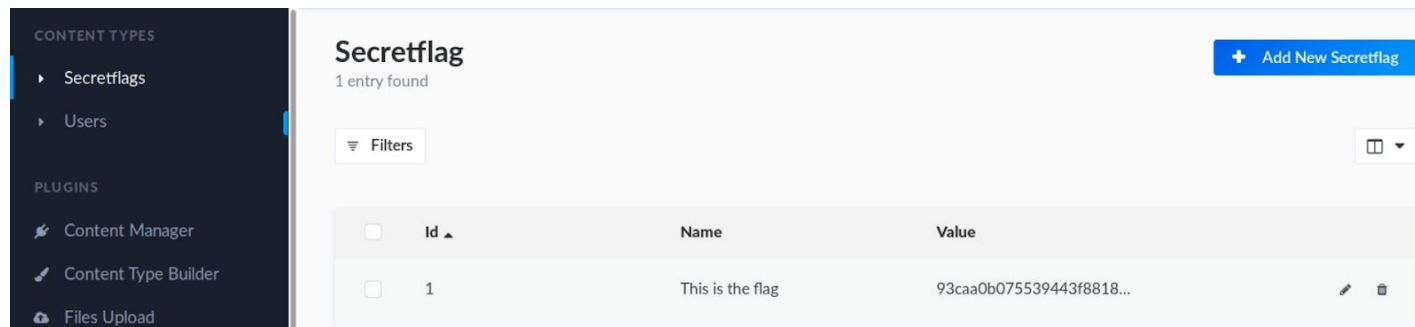 CONTENT TYPES
Secretflags
Users
PLUGINS
Content Manager
Content Type Builder
Files Upload
Secretflag
1 entry found
+ Add New Secretflag
Filters
Id Name Value
1 This is the flag 93caa0b075539443f8818...